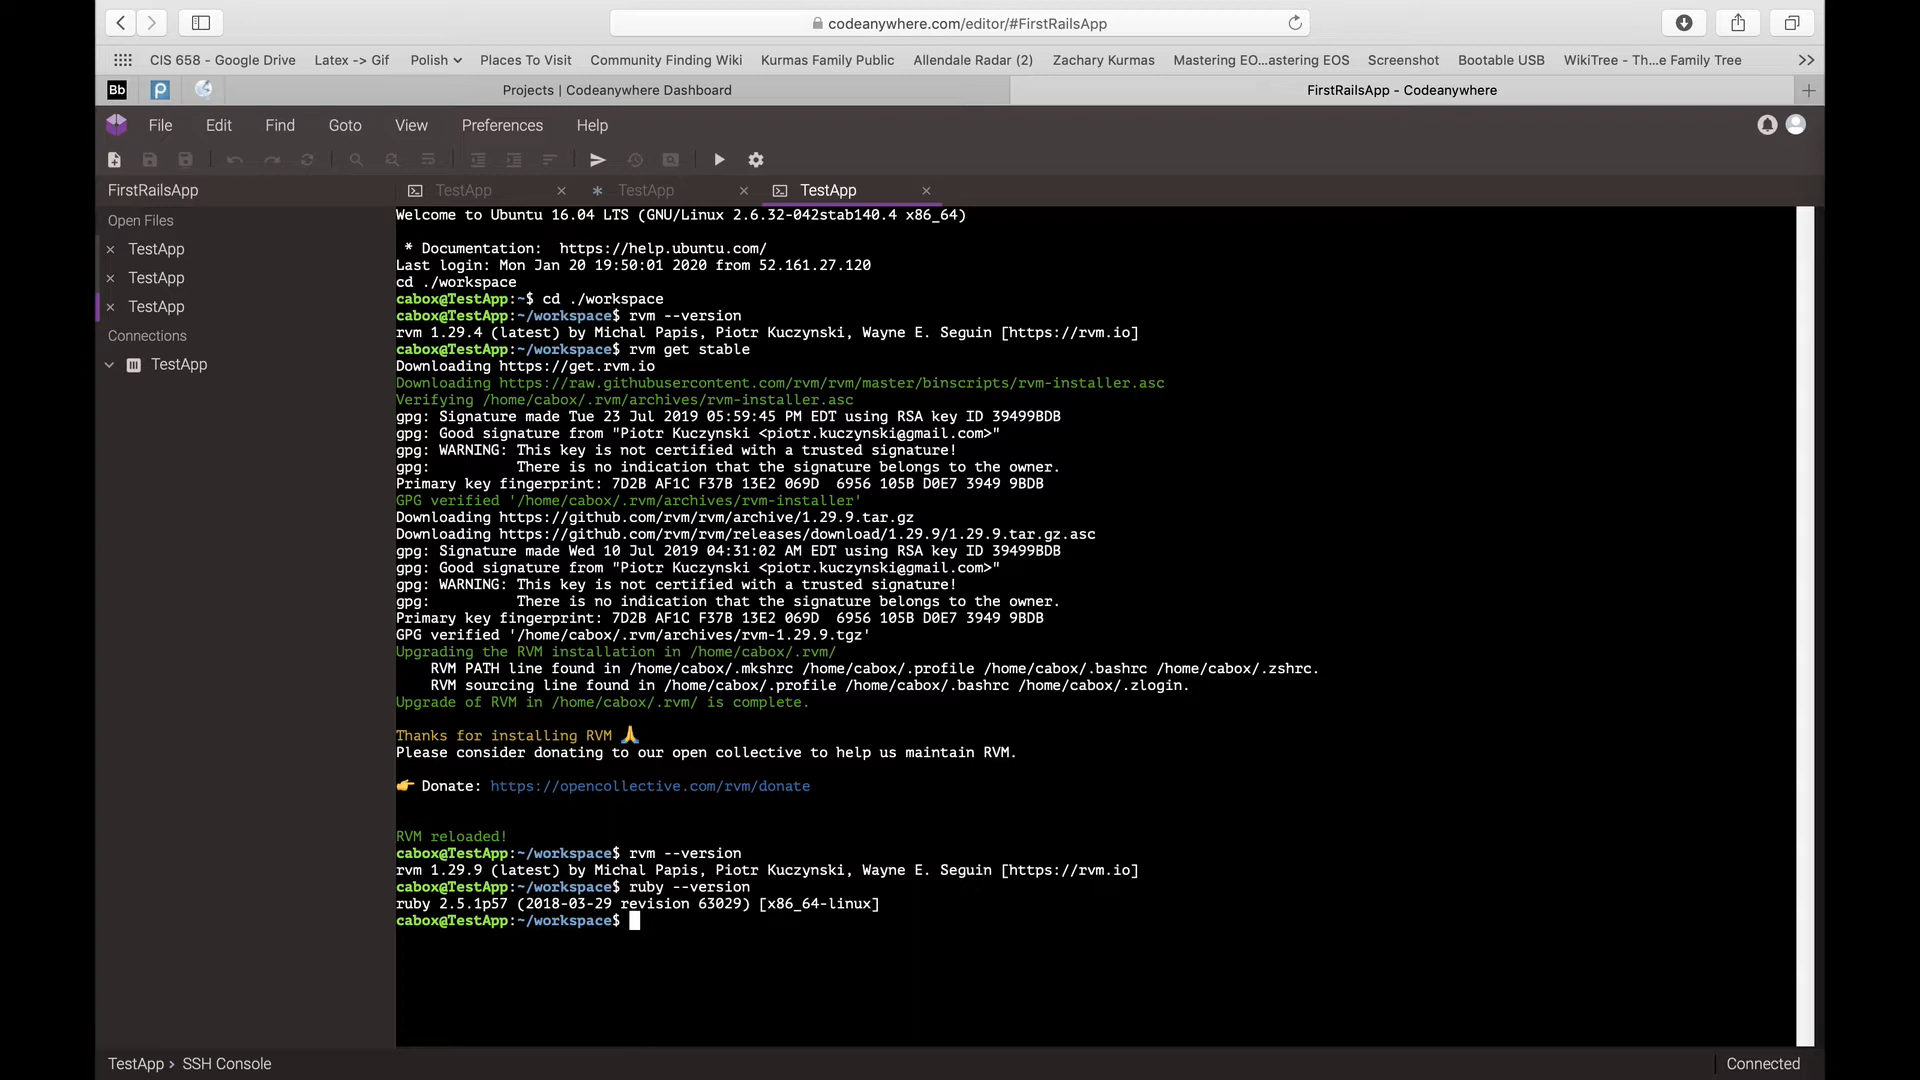 codeanywhere.com/editor/#FirstRailsApp
CIS 658 - Google Drive Latex -> Gif Polish Places To Visit Community Finding Wiki Kurmas Family Public Allendale Radar (2) Zachary Kurmas Mastering EO...astering EOS Screenshot Bootable USB WikiTree - Th...e Family Tree
Bb Projects | Codeanywhere Dashboard FirstRailsApp - Codeanywhere
File Edit Find Goto View Preferences Help
FirstRailsApp TestApp TestApp TestApp
Open Files
TestApp
TestApp
TestApp
Connections
TestApp
Welcome to Ubuntu 16.04 LTS (GNU/Linux 2.6.32-042stab140.4 x86_64)
* Documentation: https://help.ubuntu.com/
Last login: Mon Jan 20 19:50:01 2020 from 52.161.27.120
cd ./workspace
cabox@TestApp:~$ cd ./workspace
cabox@TestApp:~/workspace$ rvm --version
rvm 1.29.4 (latest) by Michal Papis, Piotr Kuczynski, Wayne E. Seguin [https://rvm.io]
cabox@TestApp:~/workspace$ rvm get stable
Downloading https://get.rvm.io
Downloading https://raw.githubusercontent.com/rvm/rvm/master/binscripts/rvm-installer.asc
Verifying /home/cabox/.rvm/archives/rvm-installer.asc
gpg: Signature made Tue 23 Jul 2019 05:59:45 PM EDT using RSA key ID 39499BDB
gpg: Good signature from "Piotr Kuczynski <piotr.kuczynski@gmail.com>"
gpg: WARNING: This key is not certified with a trusted signature!
gpg: There is no indication that the signature belongs to the owner.
Primary key fingerprint: 7D2B AF1C F37B 13E2 069D 6956 105B D0E7 3949 9BDB
GPG verified '/home/cabox/.rvm/archives/rvm-installer'
Downloading https://github.com/rvm/rvm/archive/1.29.9.tar.gz
Downloading https://github.com/rvm/rvm/releases/download/1.29.9/1.29.9.tar.gz.asc
gpg: Signature made Wed 10 Jul 2019 04:31:02 AM EDT using RSA key ID 39499BDB
gpg: Good signature from "Piotr Kuczynski <piotr.kuczynski@gmail.com>"
gpg: WARNING: This key is not certified with a trusted signature!
gpg: There is no indication that the signature belongs to the owner.
Primary key fingerprint: 7D2B AF1C F37B 13E2 069D 6956 105B D0E7 3949 9BDB
GPG verified '/home/cabox/.rvm/archives/rvm-1.29.9.tgz'
Upgrading the RVM installation in /home/cabox/.rvm/
RVM PATH line found in /home/cabox/.mkshrc /home/cabox/.profile /home/cabox/.bashrc /home/cabox/.zshrc.
RVM sourcing line found in /home/cabox/.profile /home/cabox/.bashrc /home/cabox/.zlogin.
Upgrade of RVM in /home/cabox/.rvm/ is complete.
Thanks for installing RVM 🙏
Please consider donating to our open collective to help us maintain RVM.
👉 Donate: https://opencollective.com/rvm/donate
RVM reloaded!
cabox@TestApp:~/workspace$ rvm --version
rvm 1.29.9 (latest) by Michal Papis, Piotr Kuczynski, Wayne E. Seguin [https://rvm.io]
cabox@TestApp:~/workspace$ ruby --version
ruby 2.5.1p57 (2018-03-29 revision 63029) [x86_64-linux]
cabox@TestApp:~/workspace$
TestApp › SSH Console Connected